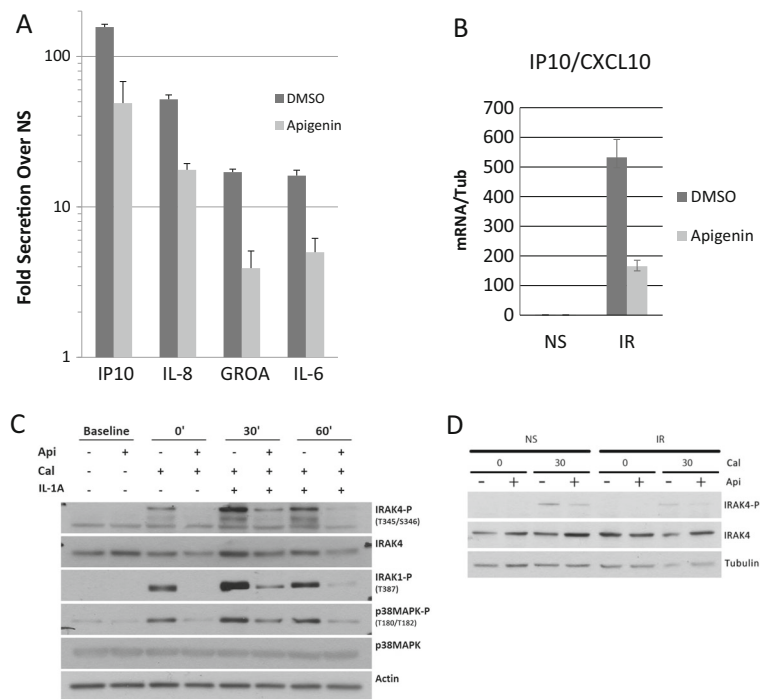 A
Fold Secretion Over NS
100
10
1
DMSO
Apigenin
IP10 IL-8 GROA IL-6
B
IP10/CXCL10
mRNA/Tub
700
600
500
400
300
200
100
0
DMSO
Apigenin
NS IR
C
Baseline 0' 30' 60'
Api - + - + - + - +
Cal - - + + + + + +
IL-1A - - - - + + + +
IRAK4-P
(T345/S346)
IRAK4
IRAK1-P
(T387)
p38MAPK-P
(T180/T182)
p38MAPK
Actin
D
NS IR
0 30 0 30 Cal
- + - + - + - + Api
IRAK4-P
IRAK4
Tubulin